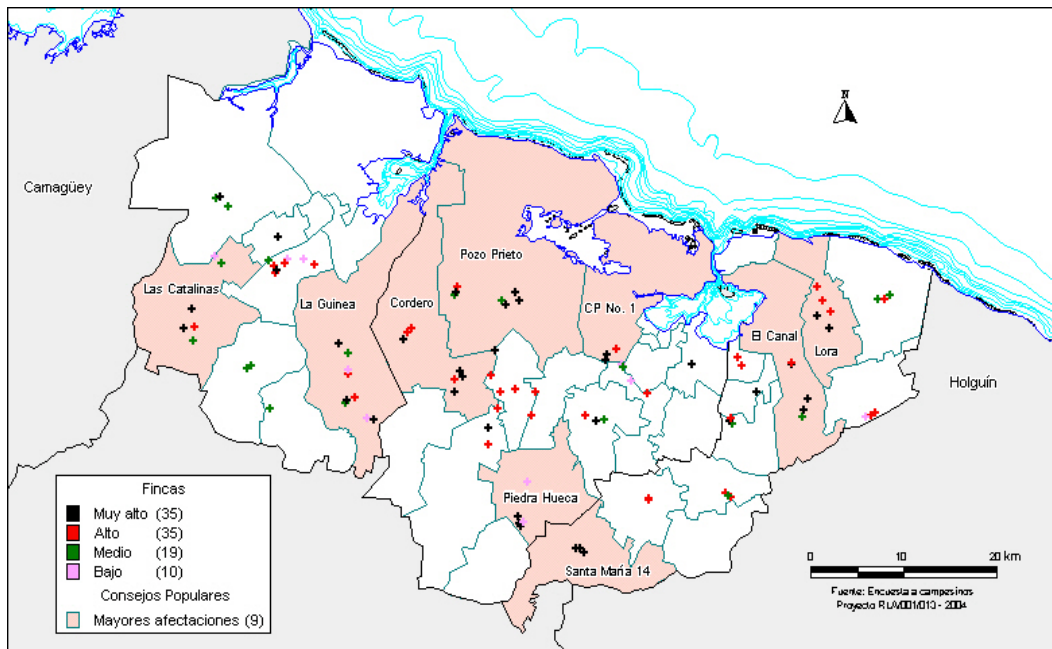 N
Camagüey
Pozo Prieto
Las Catalinas
La Guinea
Cordero
CP No. 1
El Canal
Lora
Holguín
Piedra Hueca
Santa María 14
Fincas
Muy alto (35)
Alto (35)
Medio (19)
Bajo (10)
Consejos Populares
Mayores afectaciones (9)
0 10 20 km
Fuente: Encuesta a campesinos
Proyecto - 2004